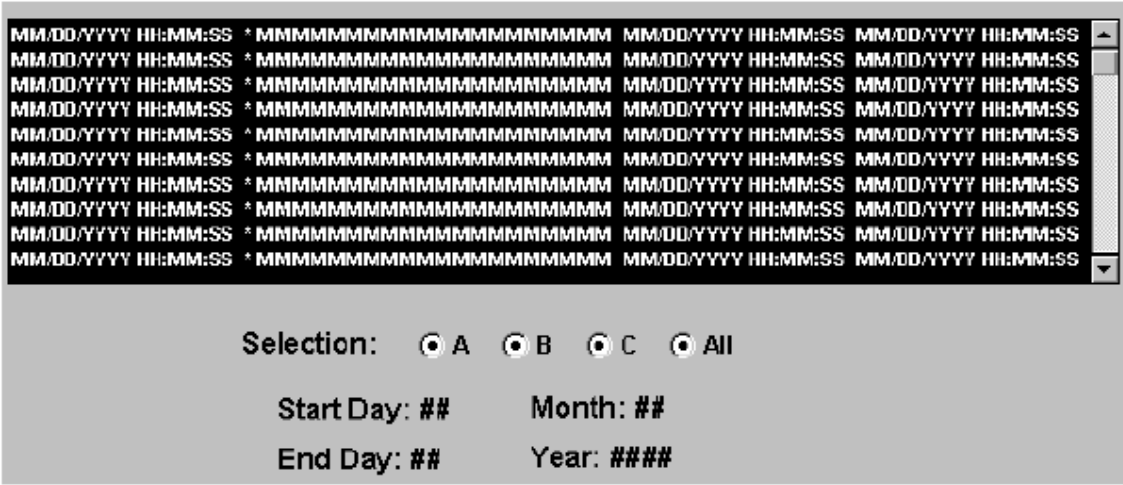 MM/DD/YYYY HH:MM:SS * MMMMMMMMMMMMMMMMMMMM MM/DD/YYYY HH:MM:SS MM/DD/YYYY HH:MM:SS
MM/DD/YYYY HH:MM:SS * MMMMMMMMMMMMMMMMMMMM MM/DD/YYYY HH:MM:SS MM/DD/YYYY HH:MM:SS
MM/DD/YYYY HH:MM:SS * MMMMMMMMMMMMMMMMMMMM MM/DD/YYYY HH:MM:SS MM/DD/YYYY HH:MM:SS
MM/DD/YYYY HH:MM:SS * MMMMMMMMMMMMMMMMMMMM MM/DD/YYYY HH:MM:SS MM/DD/YYYY HH:MM:SS
MM/DD/YYYY HH:MM:SS * MMMMMMMMMMMMMMMMMMMM MM/DD/YYYY HH:MM:SS MM/DD/YYYY HH:MM:SS
MM/DD/YYYY HH:MM:SS * MMMMMMMMMMMMMMMMMMMM MM/DD/YYYY HH:MM:SS MM/DD/YYYY HH:MM:SS
MM/DD/YYYY HH:MM:SS * MMMMMMMMMMMMMMMMMMMM MM/DD/YYYY HH:MM:SS MM/DD/YYYY HH:MM:SS
MM/DD/YYYY HH:MM:SS * MMMMMMMMMMMMMMMMMMMM MM/DD/YYYY HH:MM:SS MM/DD/YYYY HH:MM:SS
MM/DD/YYYY HH:MM:SS * MMMMMMMMMMMMMMMMMMMM MM/DD/YYYY HH:MM:SS MM/DD/YYYY HH:MM:SS
MM/DD/YYYY HH:MM:SS * MMMMMMMMMMMMMMMMMMMM MM/DD/YYYY HH:MM:SS MM/DD/YYYY HH:MM:SS
Selection: A B C All
Start Day: ## Month: ##
End Day: ## Year: ####